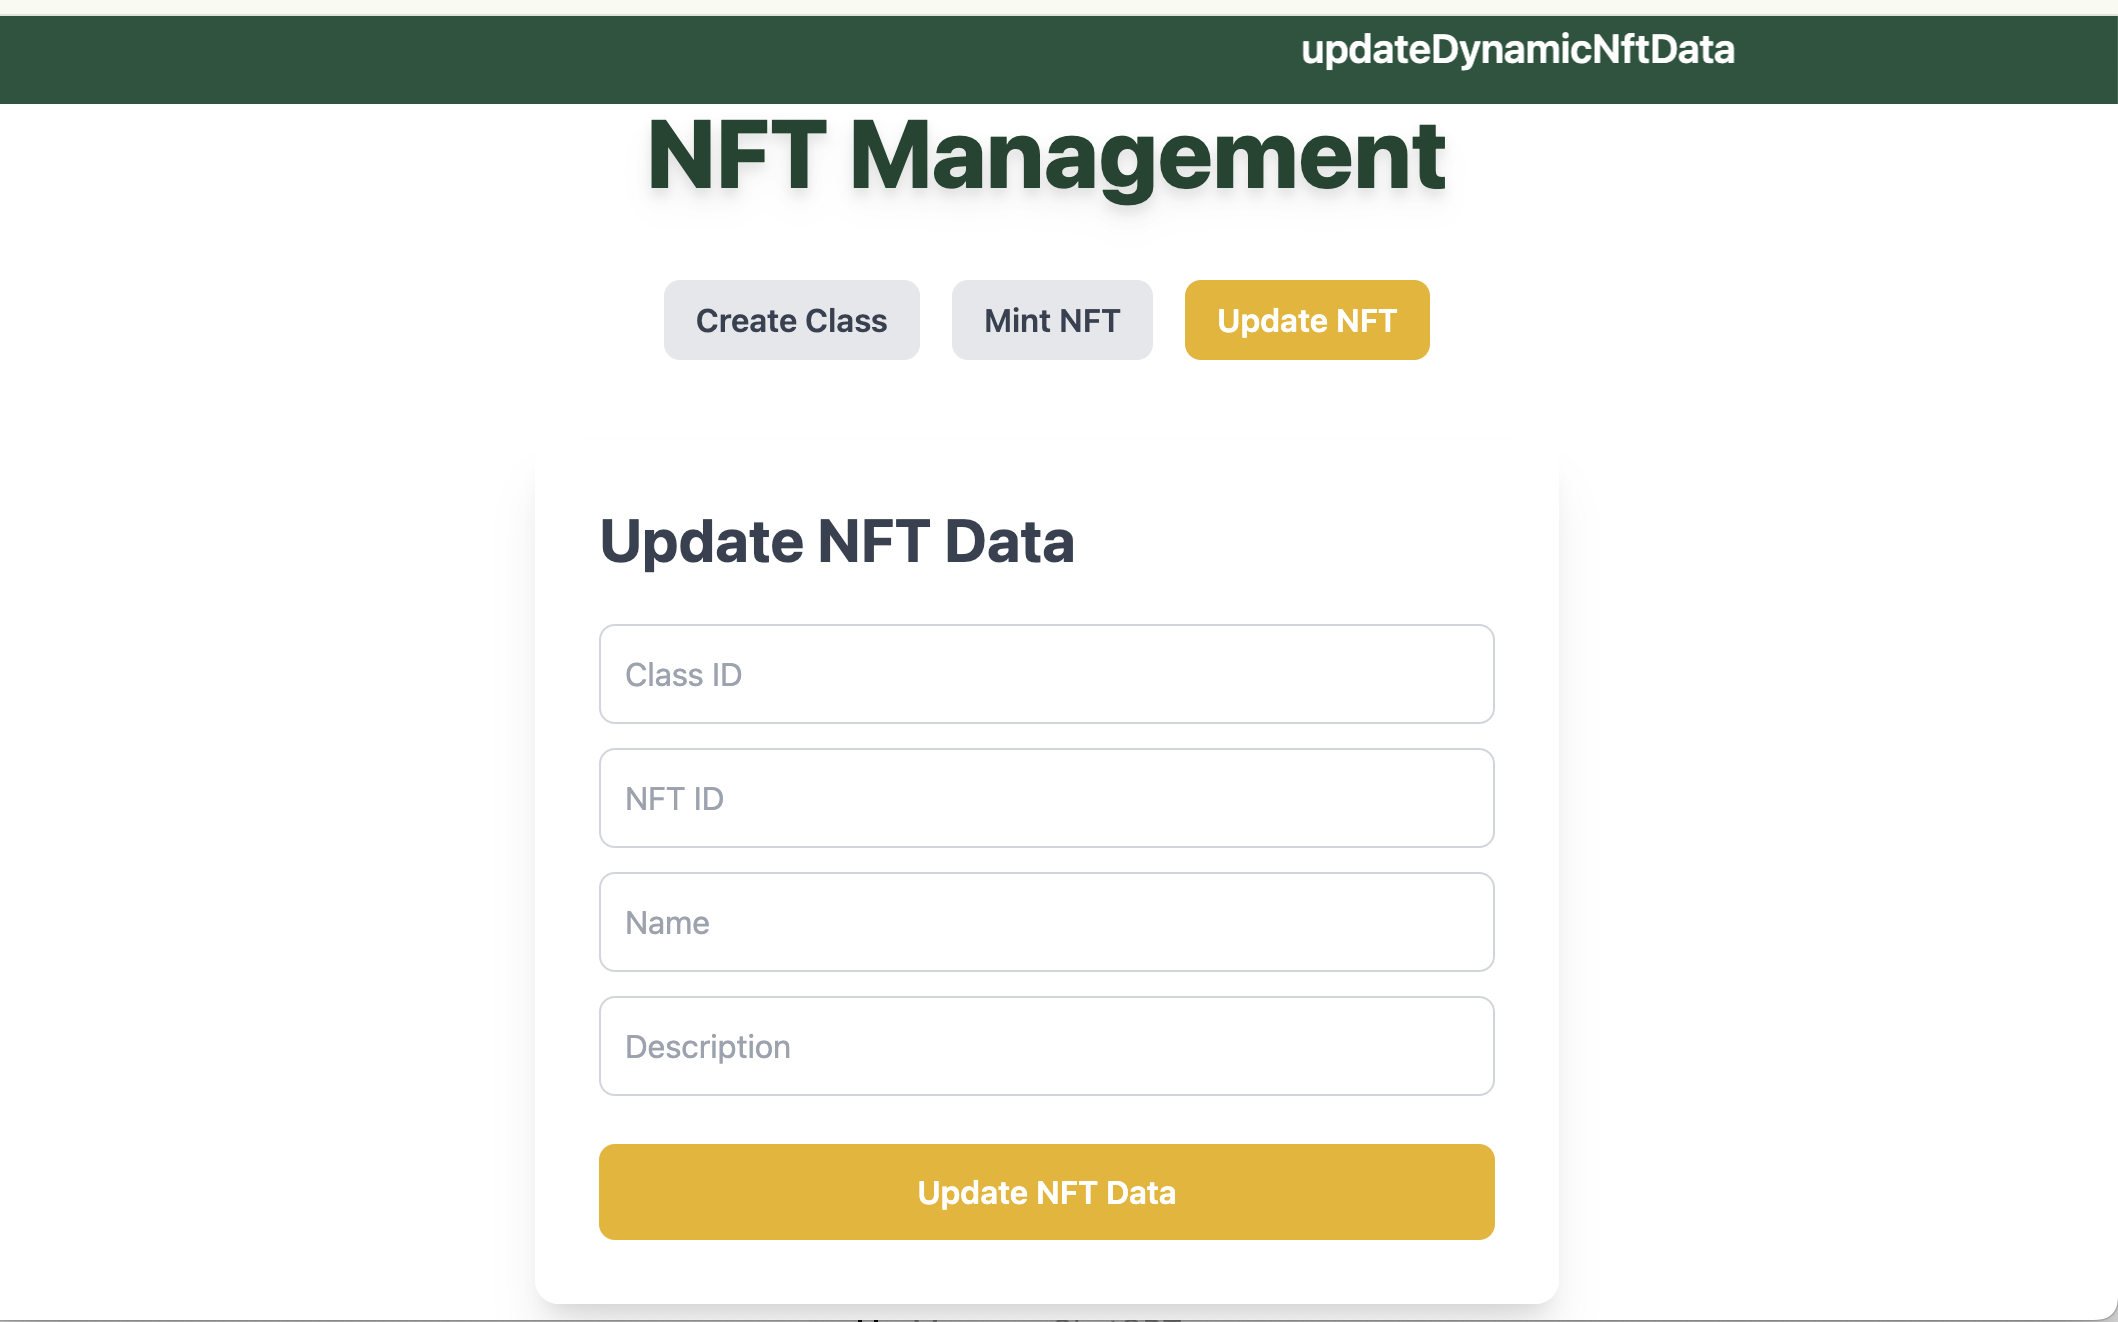 updateDynamicNftData
NFT Management
Create Class
Mint NFT
Update NFT
Update NFT Data
Class ID
NFT ID
Name
Description
Update NFT Data